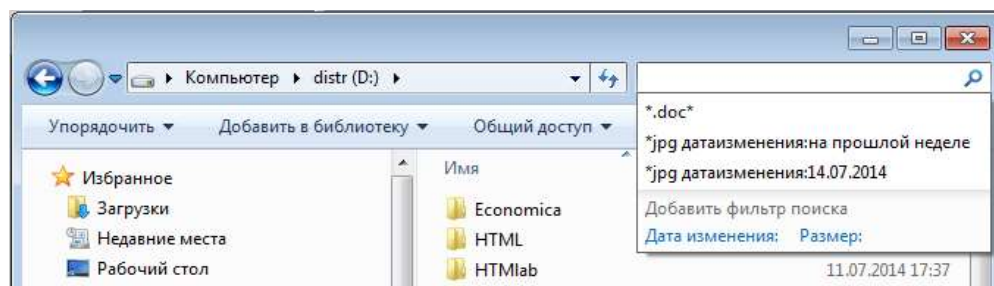 Компьютер distr (D:)
*.doc*
*jpg датаизменения:на прошлой неделе
*jpg датаизменения:14.07.2014
Добавить фильтр поиска
Дата изменения: Размер:
Упорядочить Добавить в библиотеку Общий доступ
Избранное
Загрузки
Недавние места
Рабочий стол
Имя
Economica
HTML
HTMlab 11.07.2014 17:37